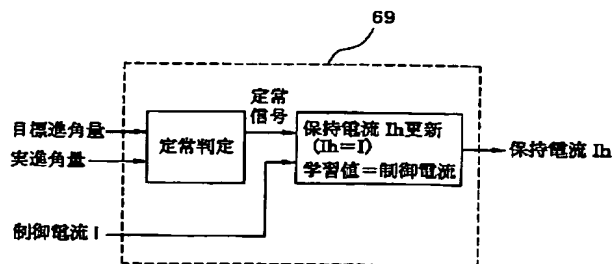 69
目標進角量
実進角量
定常判定
定常
信号
保持電流 Ih更新
(Ih=I)
学習値=制御電流
保持電流 Ih
制御電流 I